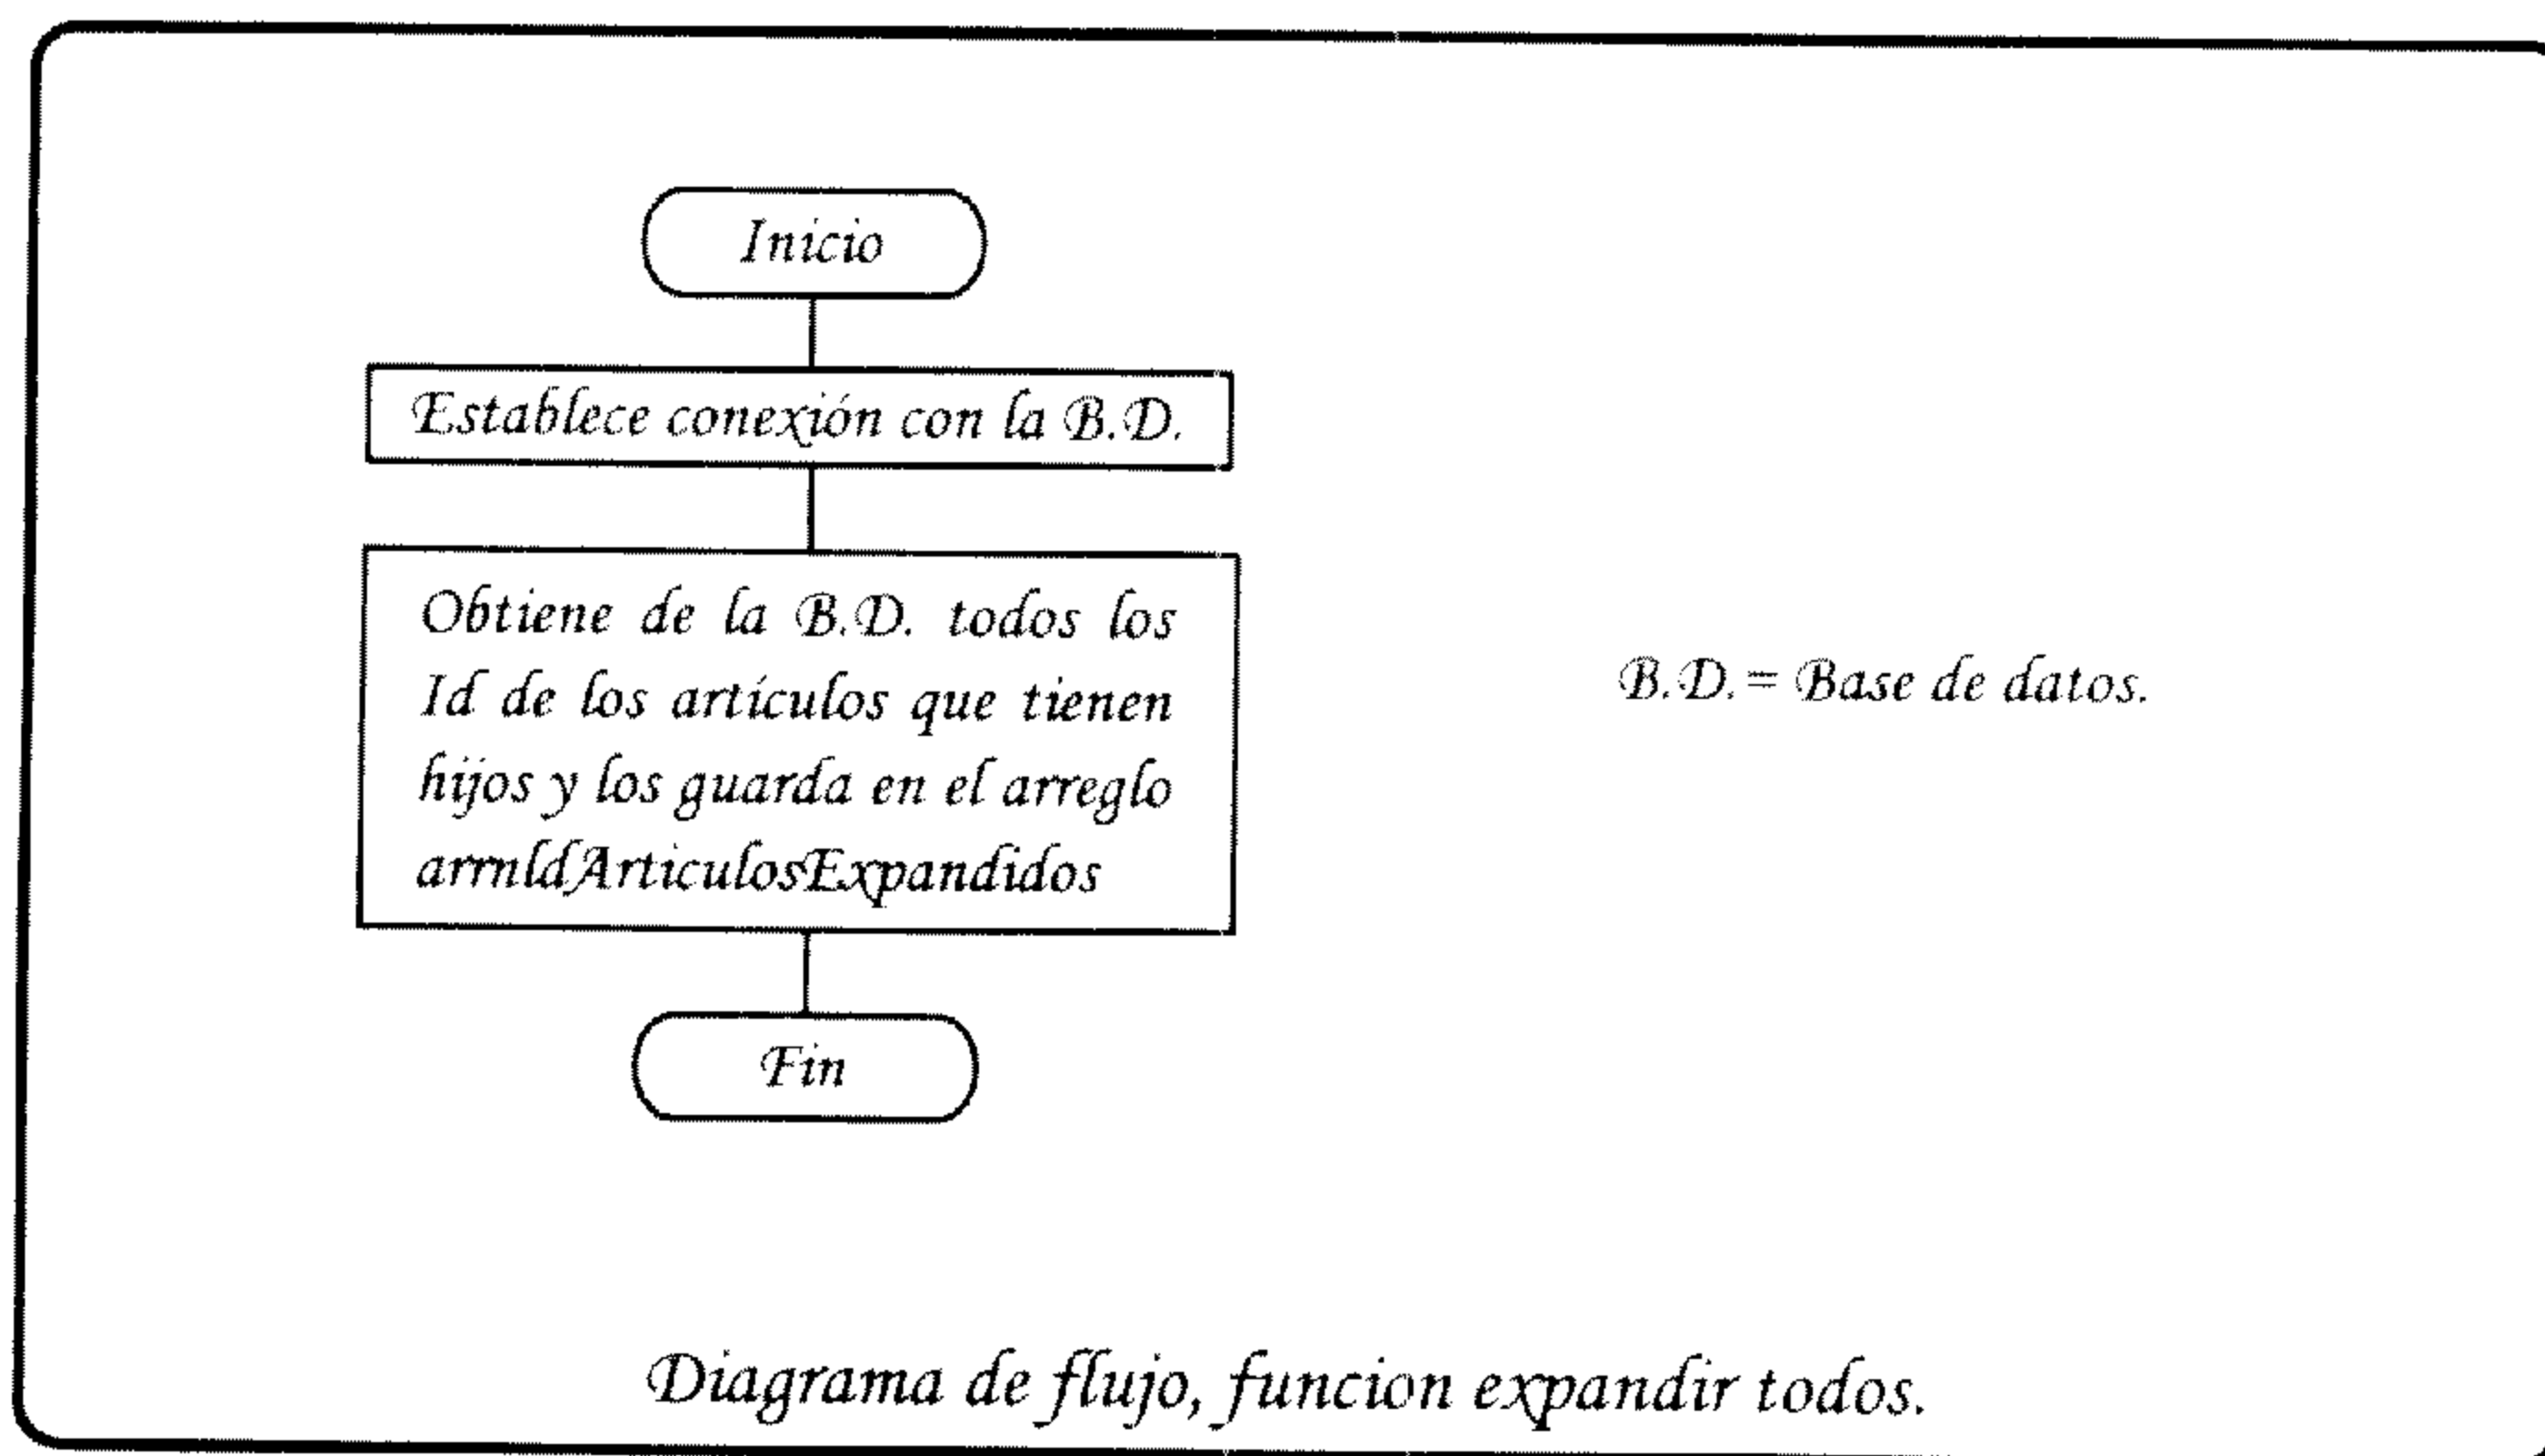 Inicio
Establece conexión con la B.D.
Obtiene de la B.D. todos los
Id de los artículos que tienen
hijos y los guarda en el arreglo
arrnIdArticulosExpandidos
B.D. = Base de datos.
Fin
Diagrama de flujo, funcion expandir todos.